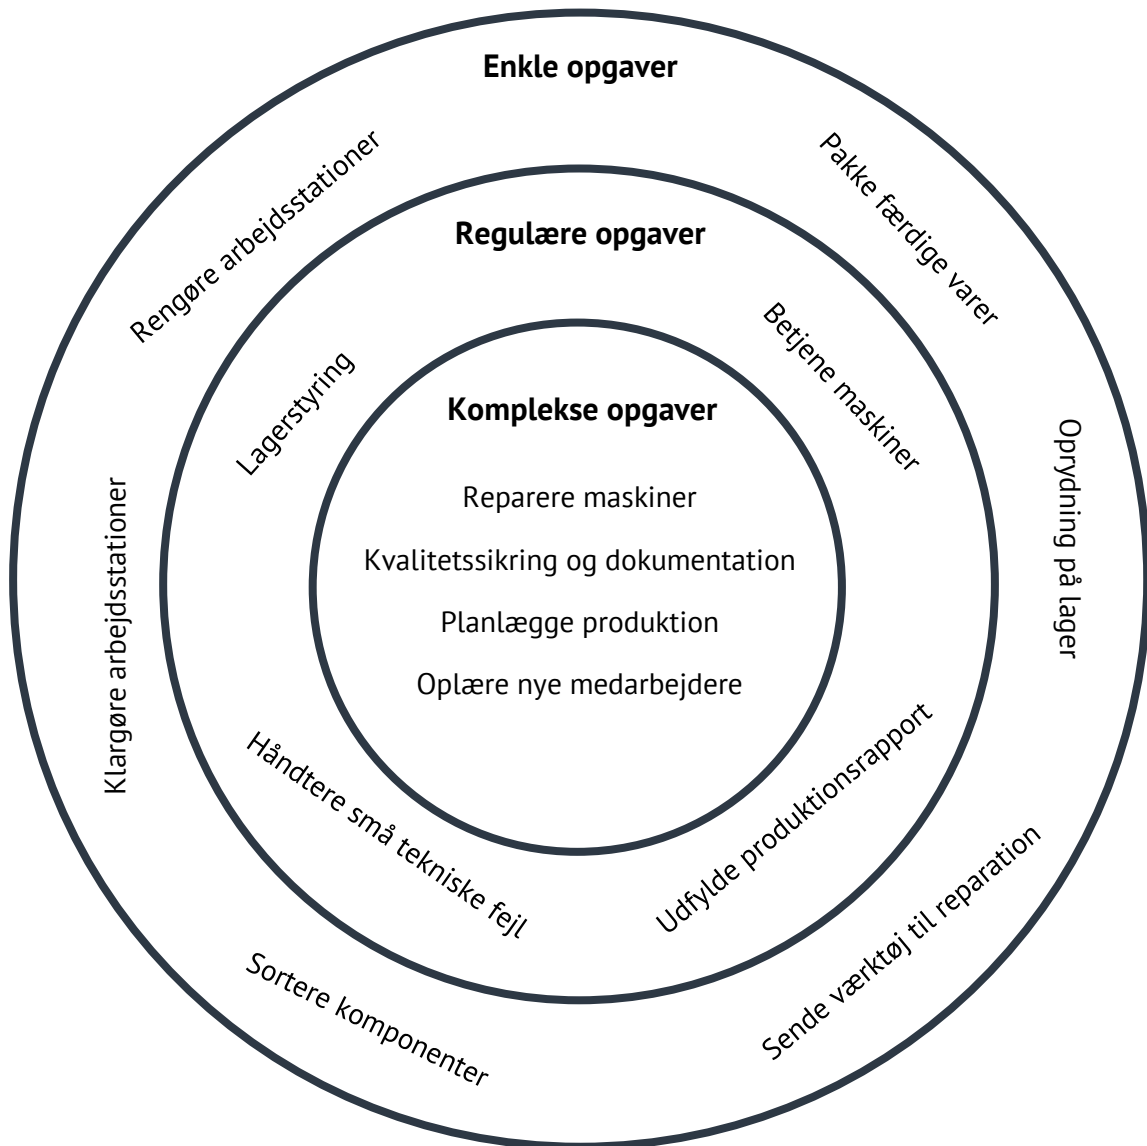 Enkle opgaver
Rengøre arbejdsstationer
Pakke færdige varer
Klargøre arbejdsstationer
Oprydning på lager
Sortere komponenter
Sende værktøj til reparation
Regulære opgaver
Lagerstyring
Betjene maskiner
Håndtere små tekniske fejl
Udfylde produktionsrapport
Komplekse opgaver
Reparere maskiner
Kvalitetssikring og dokumentation
Planlægge produktion
Oplære nye medarbejdere